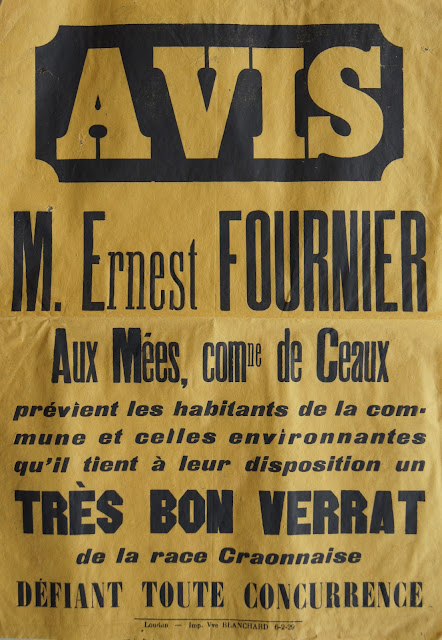 AVIS
M. Ernest FOURNIER
Aux Mées, comne de Ceaux
prévient les habitants de la com-
mune et celles environnantes
qu'il tient à leur disposition un
TRÈS BON VERRAT
de la race Craonnaise
DÉFIANT TOUTE CONCURRENCE
Loudun — Imp. Vve BLANCHARD 6-2-29